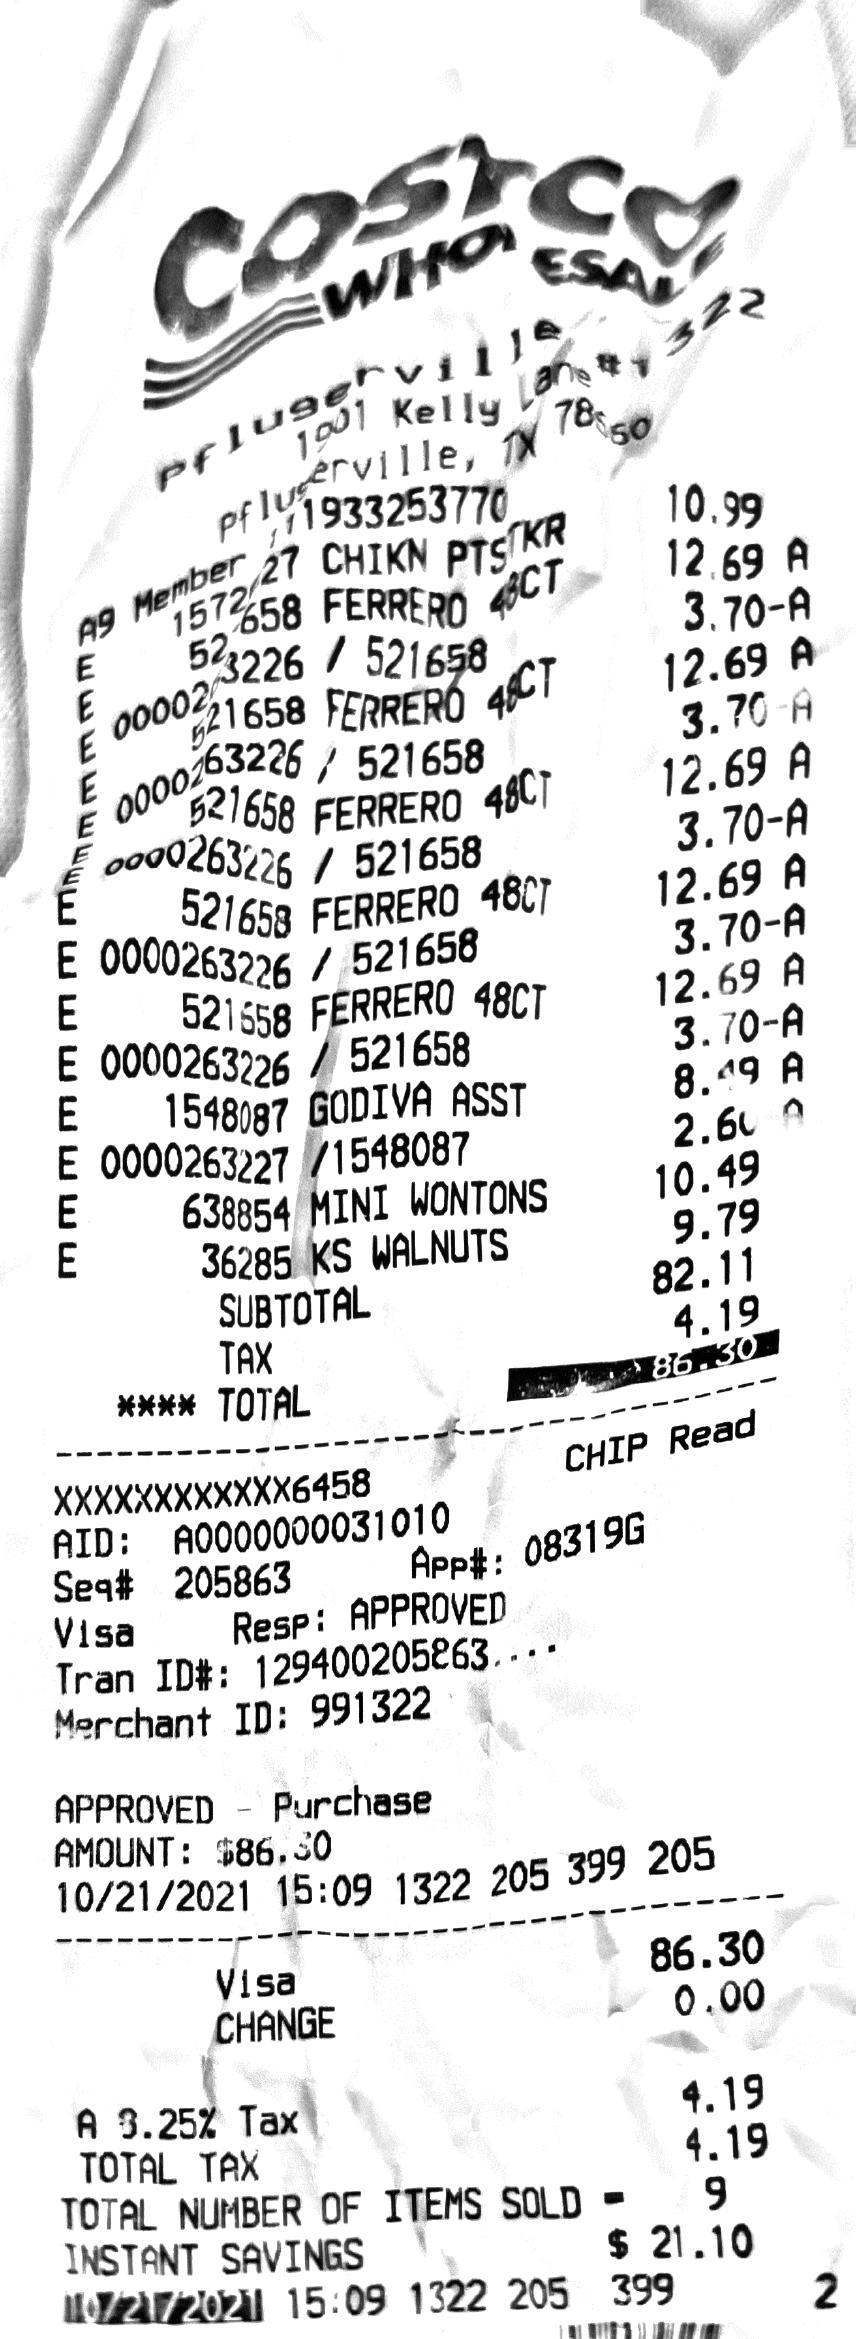 COSTCO
WHOLESALE
Pflugerville #1322
1901 Kelly Lane
Pflugerville, TX 78660
A9 Member 111933253770
E 1572727 CHIKN PTSTKR 10.99
E 521658 FERRERO 48CT 12.69 A
E 0000263226 / 521658 3.70-A
E 521658 FERRERO 48CT 12.69 A
E 0000263226 / 521658 3.70-A
E 521658 FERRERO 48CT 12.69 A
E 0000263226 / 521658 3.70-A
E 521658 FERRERO 48CT 12.69 A
E 0000263226 / 521658 3.70-A
E 521658 FERRERO 48CT 12.69 A
E 0000263226 / 521658 3.70-A
E 1548087 GODIVA ASST 8.49 A
E 0000263227 /1548087 2.60-A
E 638854 MINI WONTONS 10.49
E 36285 KS WALNUTS 9.79
SUBTOTAL 82.11
TAX 4.19
**** TOTAL 86.30
CHIP Read
XXXXXXXXXXXX6458
AID: A0000000031010
Seq# 205863 App#: 08319G
Visa Resp: APPROVED
Tran ID#: 129400205863....
Merchant ID: 991322
APPROVED - Purchase
AMOUNT: $86.30
10/21/2021 15:09 1322 205 399 205
Visa 86.30
CHANGE 0.00
A 8.25% Tax 4.19
TOTAL TAX 4.19
TOTAL NUMBER OF ITEMS SOLD = 9
INSTANT SAVINGS $ 21.10
10/21/2021 15:09 1322 205 399 2